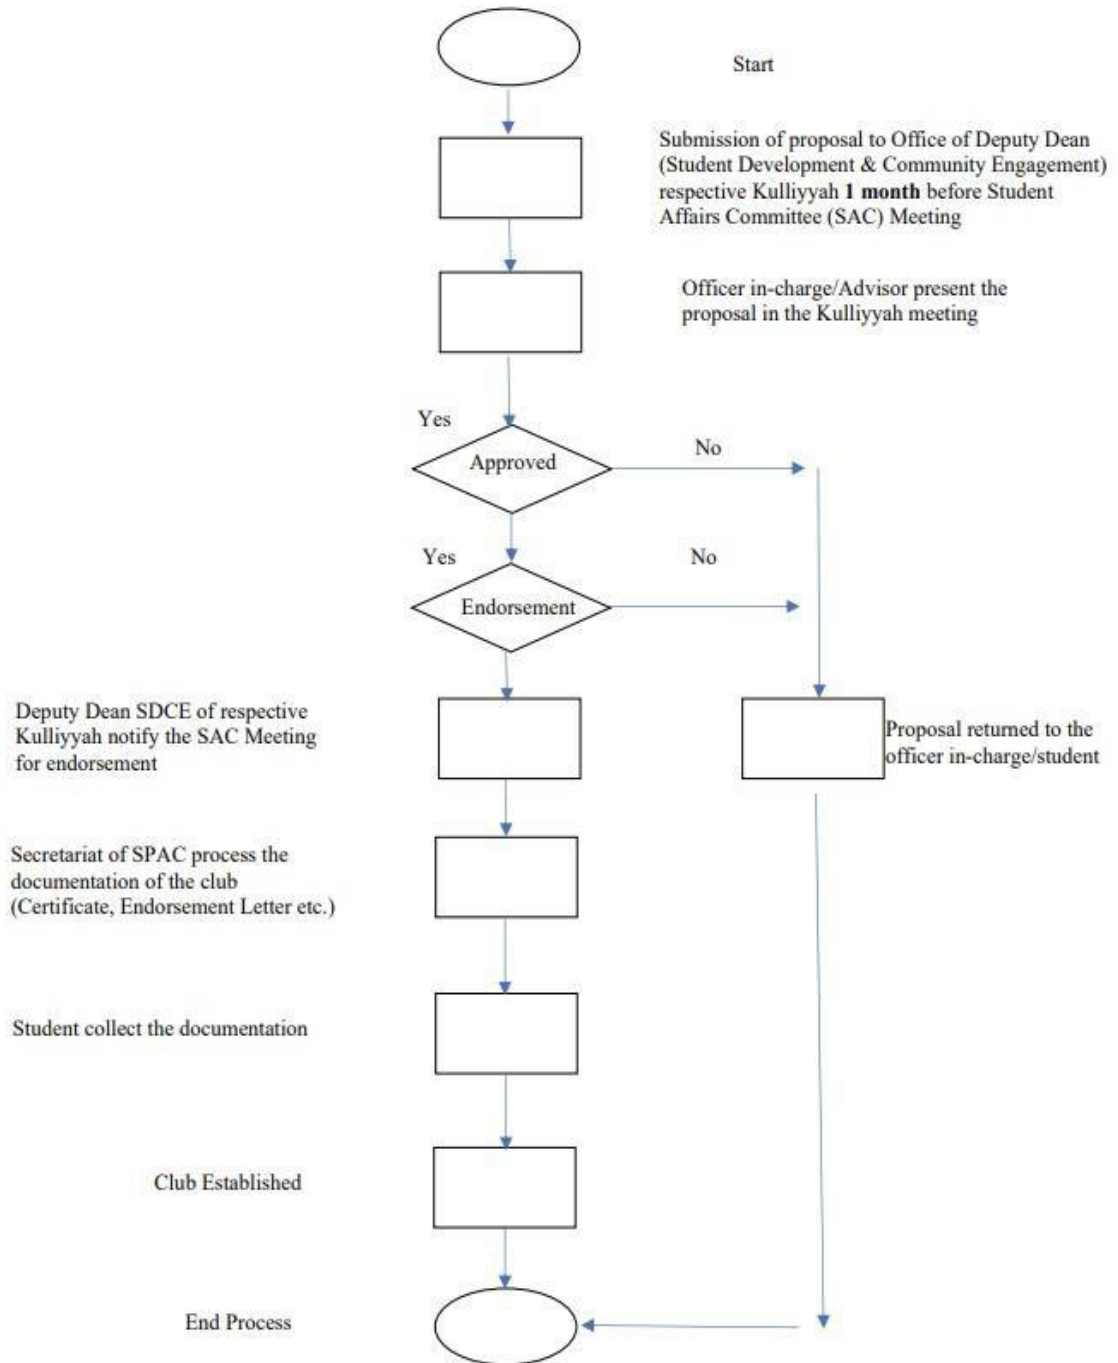 Start
Submission of proposal to Office of Deputy Dean
(Student Development & Community Engagement)
respective Kulliyyah 1 month before Student
Affairs Committee (SAC) Meeting
Officer in-charge/Advisor present the
proposal in the Kulliyyah meeting
Yes
Approved
No
Yes
No
Endorsement
Deputy Dean SDCE of respective
Kulliyyah notify the SAC Meeting
for endorsement
Proposal returned to the
officer in-charge/student
Secretariat of SPAC process the
documentation of the club
(Certificate, Endorsement Letter etc.)
Student collect the documentation
Club Established
End Process